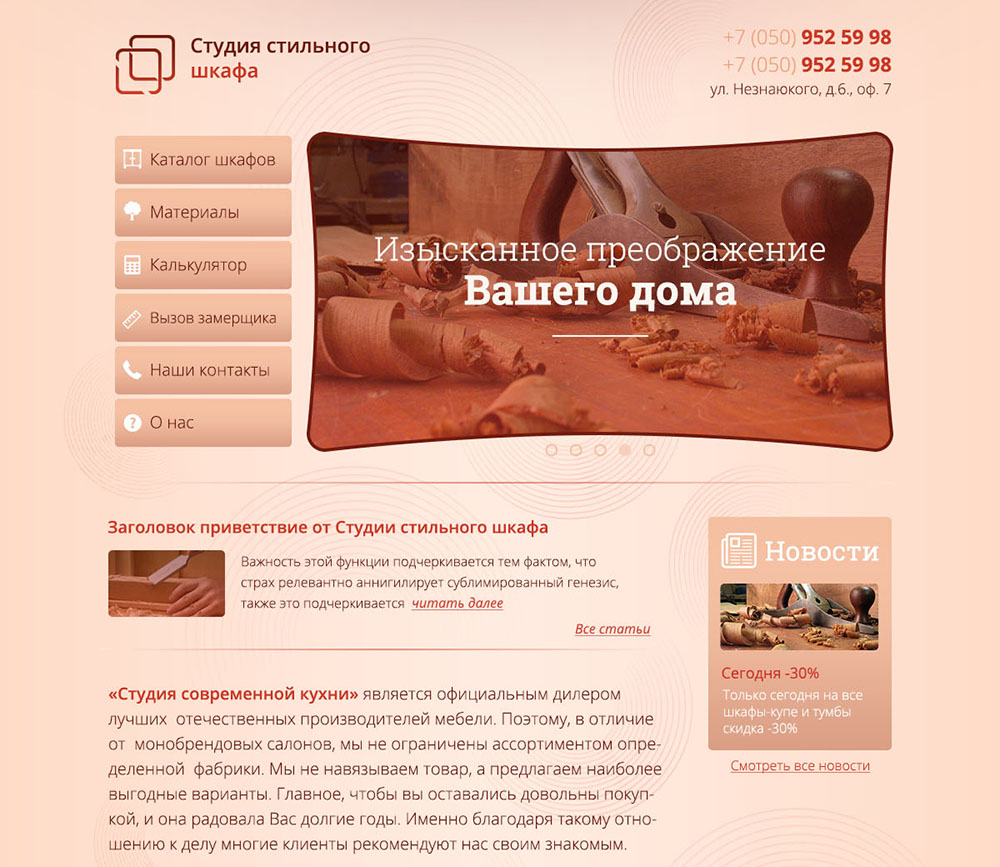 Студия стильного
шкафа
+7 (050) 952 59 98
+7 (050) 952 59 98
ул. Незнаюкого, д.6., оф. 7
Каталог шкафов
Материалы
Калькулятор
Вызов замерщика
Наши контакты
О нас
Изысканное преображение
Вашего дома
Заголовок приветствие от Студии стильного шкафа
Важность этой функции подчеркивается тем фактом, что
страх релевантно аннигилирует сублимированный генезис,
также это подчеркивается читать далее
Все статьи
«Студия современной кухни» является официальным дилером
лучших отечественных производителей мебели. Поэтому, в отличие
от монобрендовых салонов, мы не ограничены ассортиментом опре-
деленной фабрики. Мы не навязываем товар, а предлагаем наиболее
выгодные варианты. Главное, чтобы вы оставались довольны покуп-
кой, и она радовала Вас долгие годы. Именно благодаря такому отно-
шению к делу многие клиенты рекомендуют нас своим знакомым.
Новости
Сегодня -30%
Только сегодня на все
шкафы-купе и тумбы
скидка -30%
Смотреть все новости